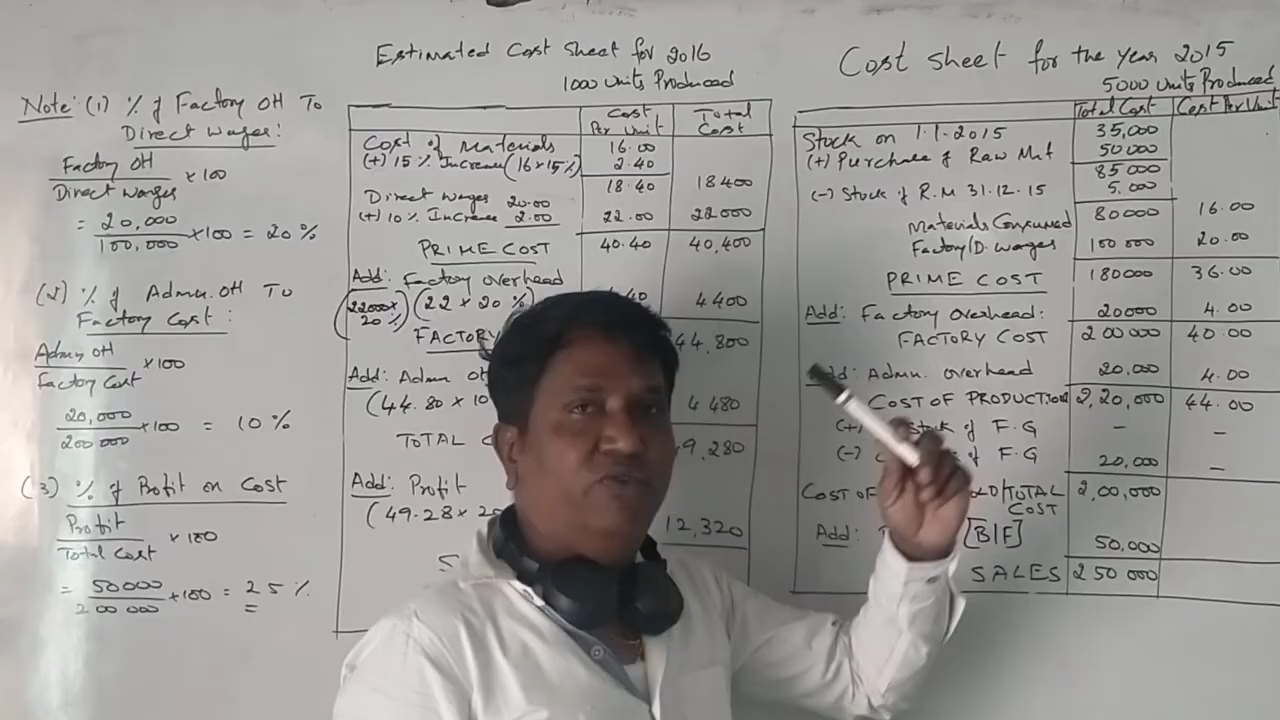 Note: (1) % of Factory OH To
Direct wages:
Factory OH
Direct wages ×100
= 20,000
100,000 ×100 = 20%
(2) % of Admn. OH To
Factory Cost:
Admn OH
Factory Cost ×100
20,000
200 000 ×100 = 10%
(3) % of Profit on Cost
Profit
Total Cost × 100
= 50000
200 000 ×100 = 25 %
=
Estimated Cost Sheet for 2016
1000 units Produced
Cost Per Unit Total Cost
Cost of Materials 16.00
(+) 15% Increase (16×15%) 2.40
18.40 18400
Direct wages 20.00
(+) 10% Increase 2.00 22.00 22000
PRIME COST 40.40 40,400
Add: Factory overhead
(22000× 20%) (22 × 20%) 40 4400
FACTORY 44,800
Add: Admn OH
(44.80 × 10 4 480
TOTAL 9,280
Add: Profit
(49.28 × 12,320
Cost sheet for the year 2015
5000 units Produced
Total Cost Cost Per Unit
Stock on 1.1.2015 35,000
(+) Purchase of Raw Mat 50 000
85000
(-) Stock of R.M 31.12.15 5.000
Materials Consumed 80000 16.00
Factory/D. wages 100 000 20.00
PRIME COST 180000 36.00
Add: Factory overhead: 20000 4.00
FACTORY COST 200000 40.00
Add: Admn. overhead 20,000 4.00
COST OF PRODUCTION 2,20,000 44.00
(+) Stock of F.G – –
(-) of F.G 20,000 –
COST OF OLD/TOTAL COST 2,00,000
Add: [B/F] 50,000
SALES 250 000